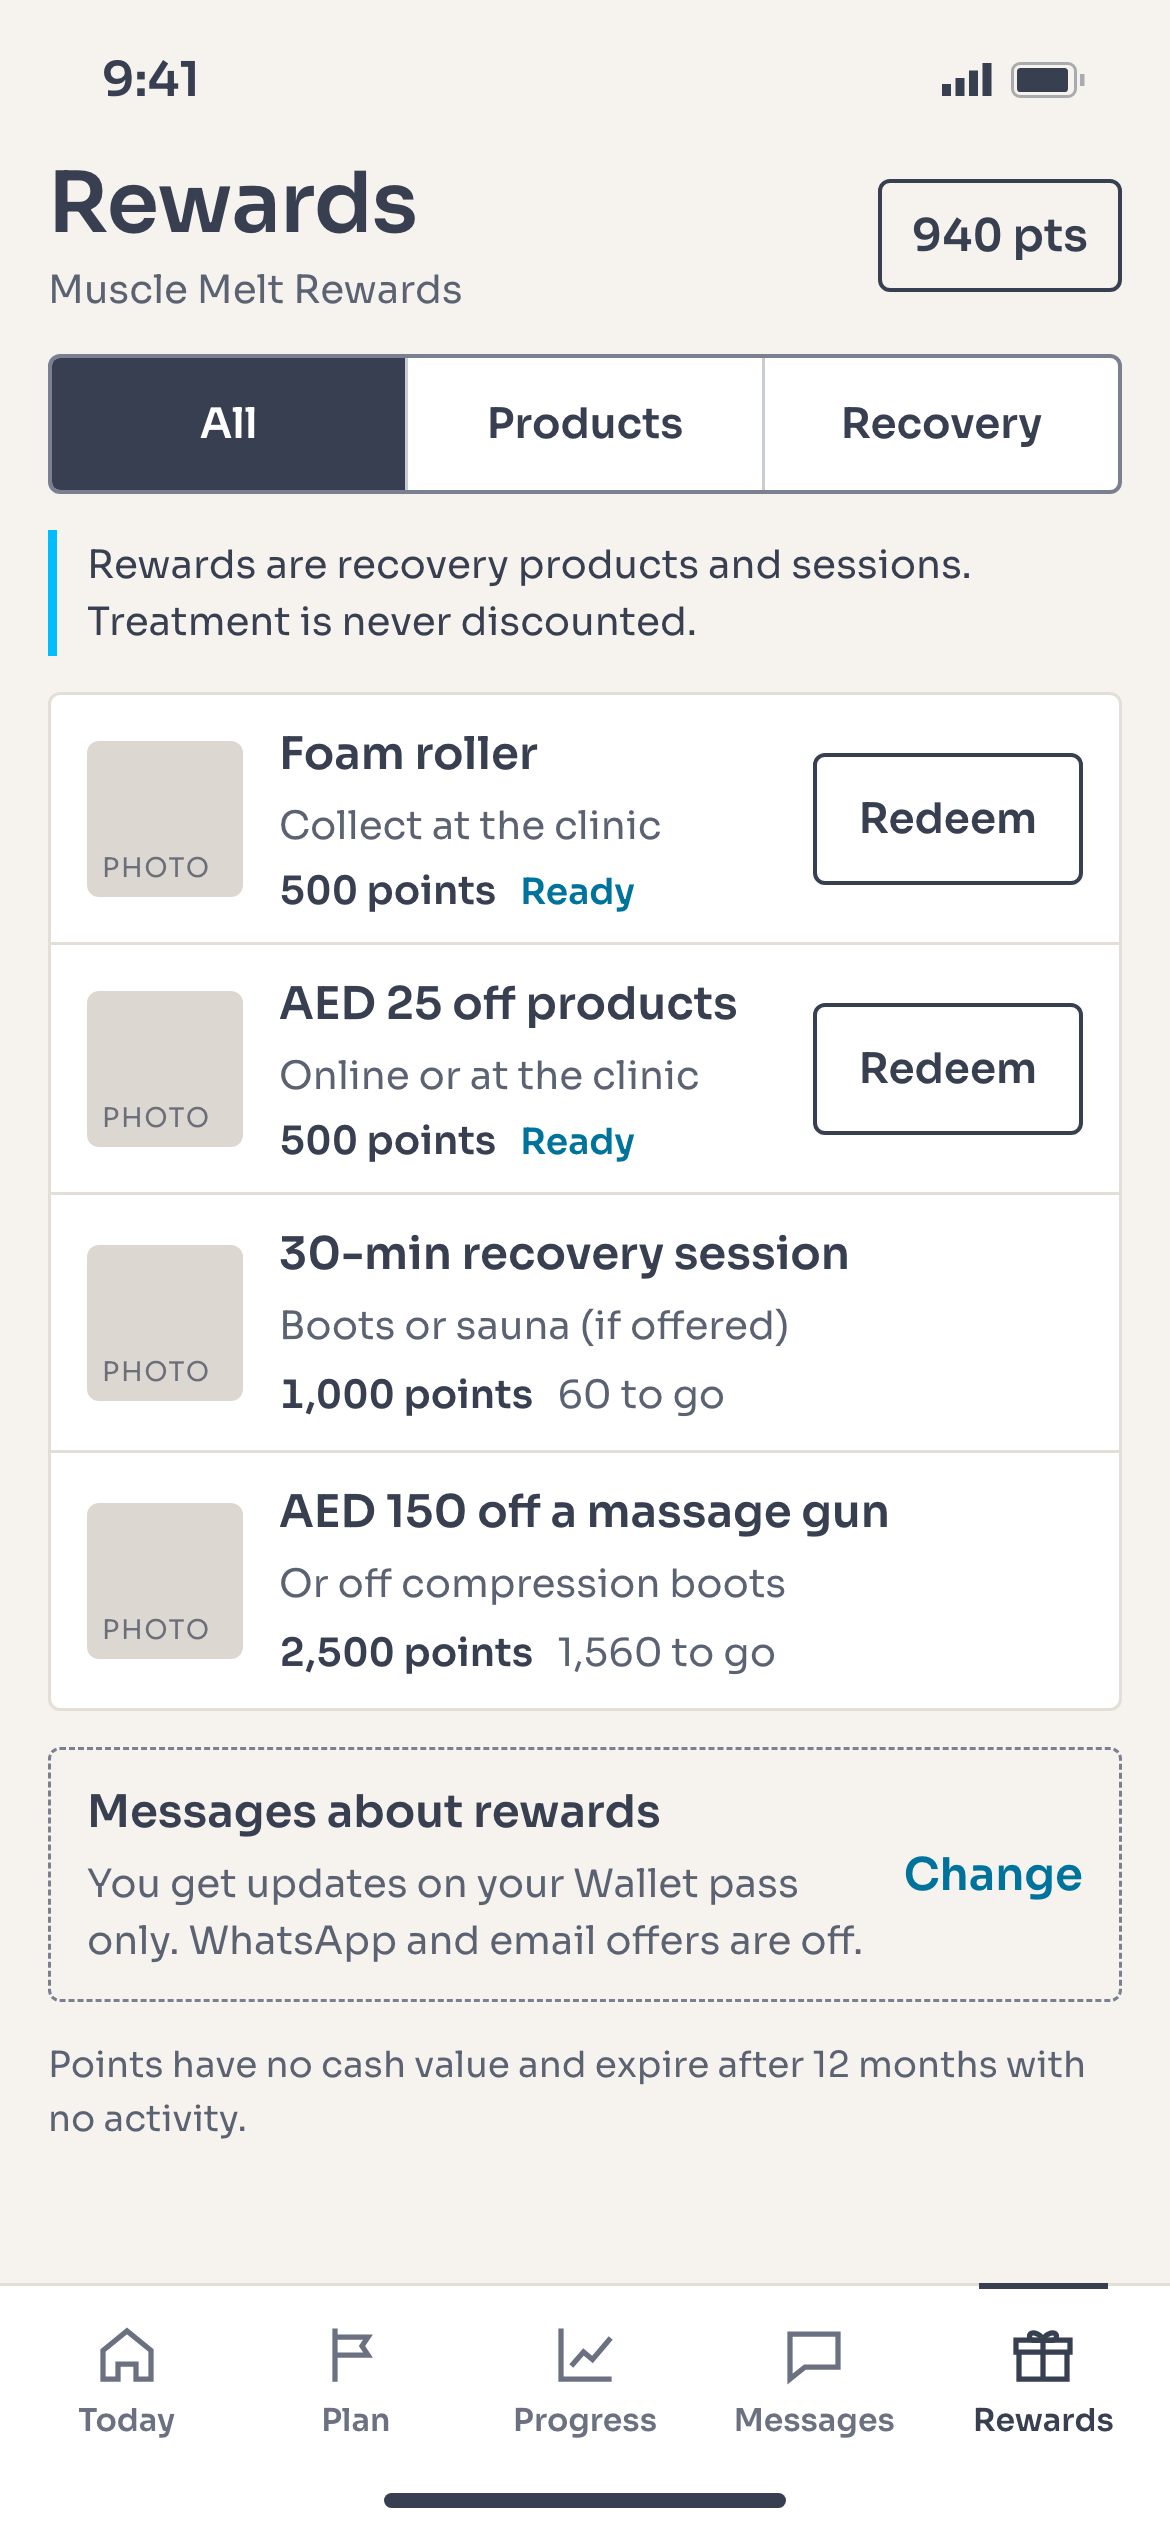 9:41
Rewards
940 pts
Muscle Melt Rewards
All
Products
Recovery
Rewards are recovery products and sessions.
Treatment is never discounted.
PHOTO
Foam roller
Collect at the clinic
500 points Ready
Redeem
PHOTO
AED 25 off products
Online or at the clinic
500 points Ready
Redeem
PHOTO
30-min recovery session
Boots or sauna (if offered)
1,000 points 60 to go
PHOTO
AED 150 off a massage gun
Or off compression boots
2,500 points 1,560 to go
Messages about rewards
You get updates on your Wallet pass
only. WhatsApp and email offers are off.
Change
Points have no cash value and expire after 12 months with
no activity.
Today
Plan
Progress
Messages
Rewards